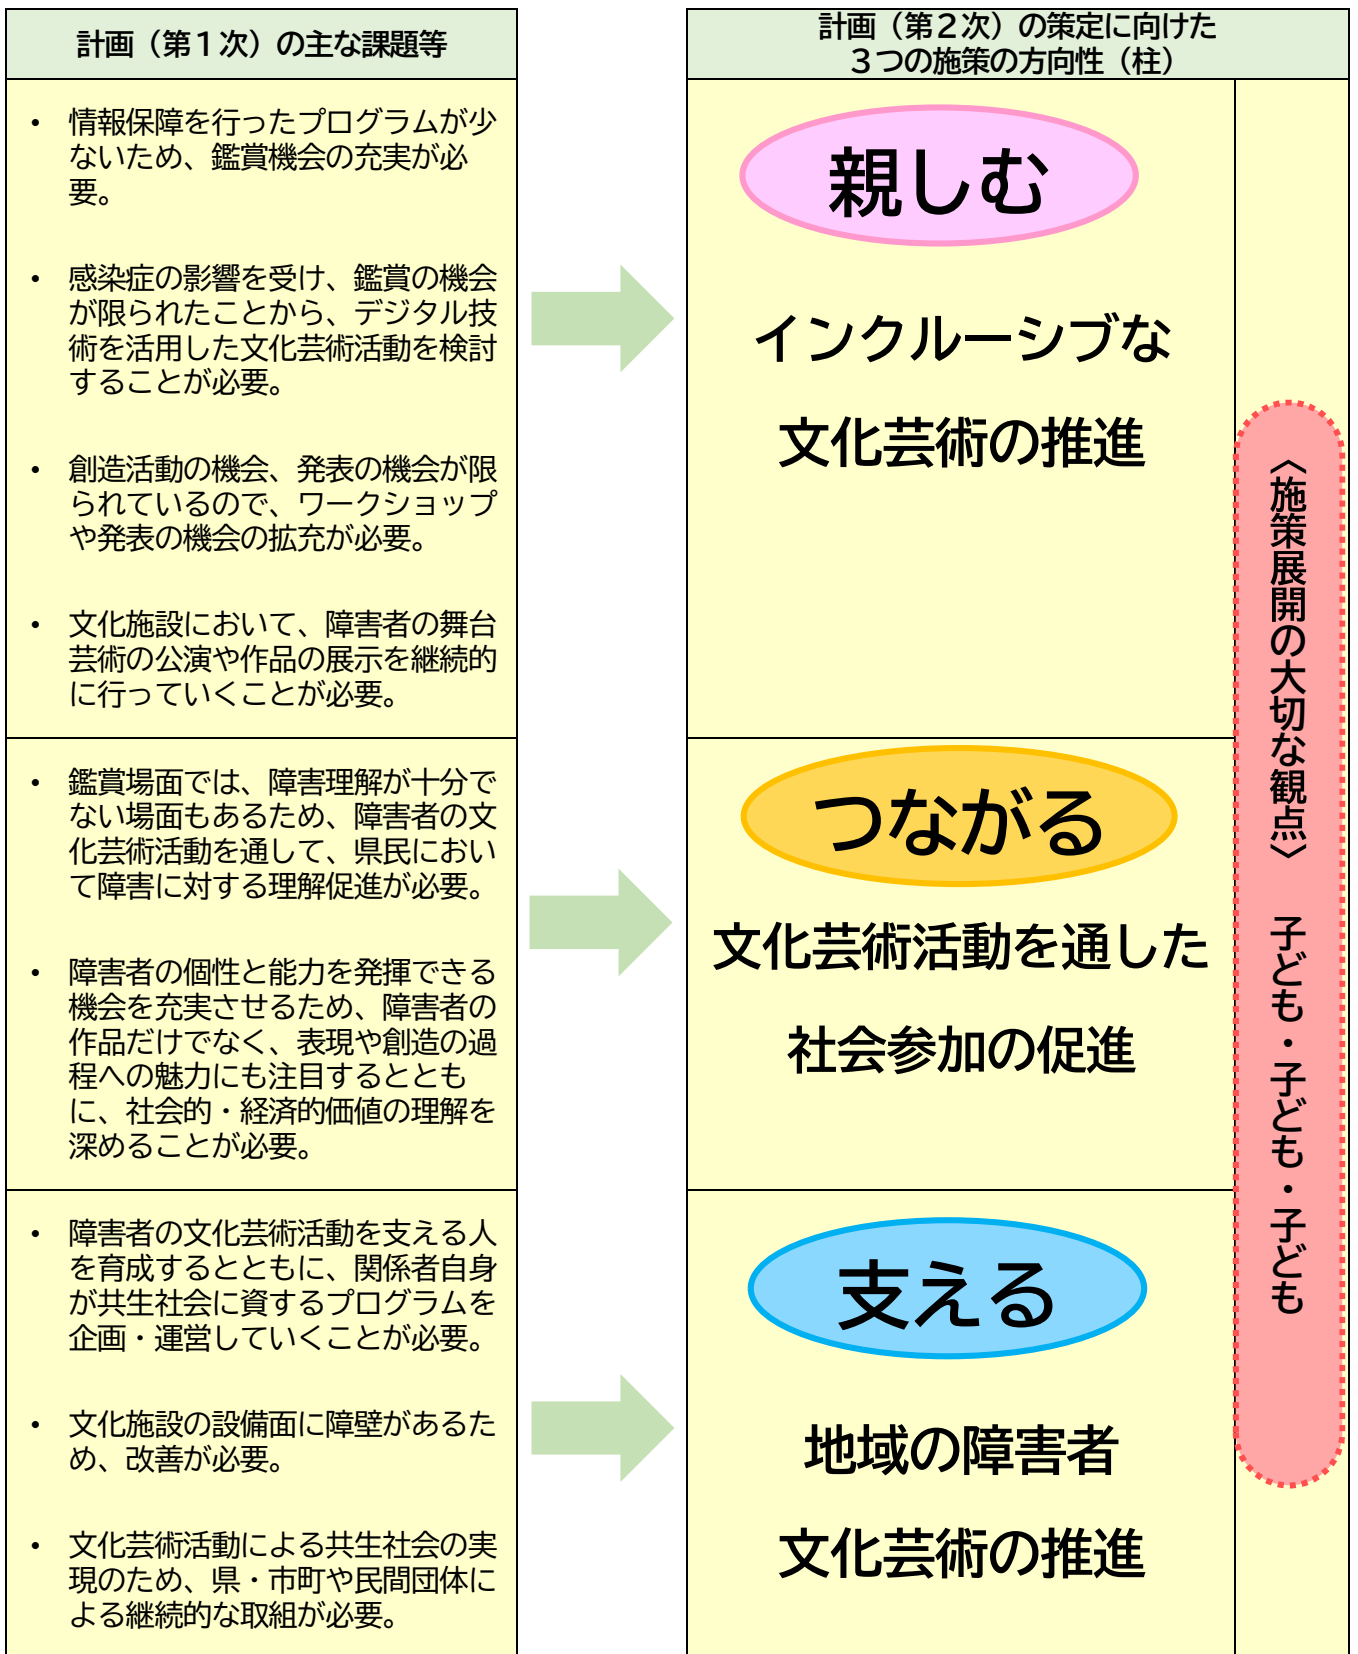 計画（第１次）の主な課題等
・ 情報保障を行ったプログラムが少
ないため、鑑賞機会の充実が必
要。
・ 感染症の影響を受け、鑑賞の機会
が限られたことから、デジタル技
術を活用した文化芸術活動を検討
することが必要。
・ 創造活動の機会、発表の機会が限
られているので、ワークショップ
や発表の機会の拡充が必要。
・ 文化施設において、障害者の舞台
芸術の公演や作品の展示を継続的
に行っていくことが必要。
・ 鑑賞場面では、障害理解が十分で
ない場面もあるため、障害者の文
化芸術活動を通して、県民におい
て障害に対する理解促進が必要。
・ 障害者の個性と能力を発揮できる
機会を充実させるため、障害者の
作品だけでなく、表現や創造の過
程への魅力にも注目するととも
に、社会的・経済的価値の理解を
深めることが必要。
・ 障害者の文化芸術活動を支える人
を育成するとともに、関係者自身
が共生社会に資するプログラムを
企画・運営していくことが必要。
・ 文化施設の設備面に障壁があるた
め、改善が必要。
・ 文化芸術活動による共生社会の実
現のため、県・市町や民間団体に
よる継続的な取組が必要。
計画（第２次）の策定に向けた
３つの施策の方向性（柱）
親しむ
インクルーシブな
文化芸術の推進
つながる
文化芸術活動を通した
社会参加の促進
支える
地域の障害者
文化芸術の推進
〈施策展開の大切な観点〉 子ども・子ども・子ども